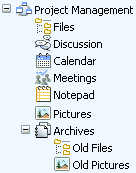 Project Management
Files
Discussion
Calendar
Meetings
Notepad
Pictures
Archives
Old Files
Old Pictures